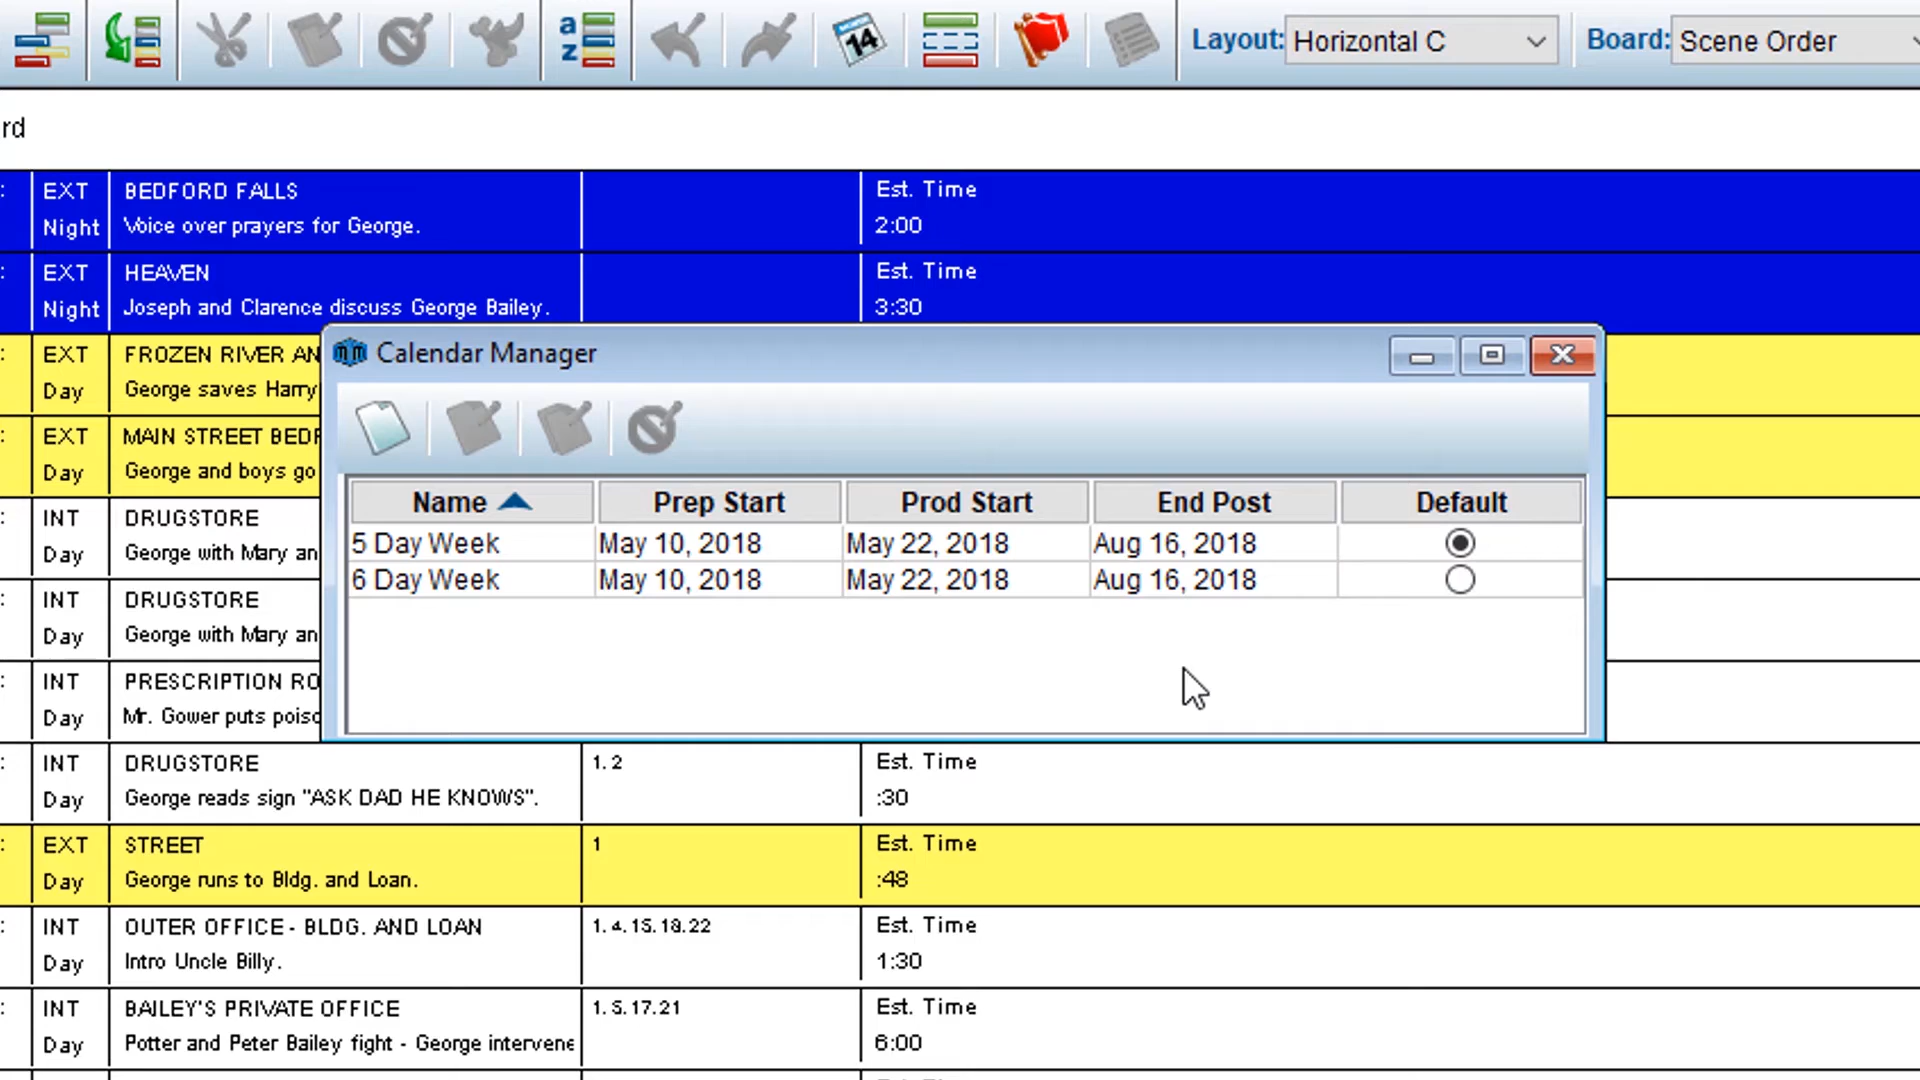 14 Layout: Horizontal C Board: Scene Order
rd
: EXT BEDFORD FALLS Est. Time
Night Voice over prayers for George. 2:00
: EXT HEAVEN Est. Time
Night Joseph and Clarence discuss George Bailey. 3:30
: EXT FROZEN RIVER AN
Day George saves Harry
: EXT MAIN STREET BEDF
Day George and boys go
: INT DRUGSTORE
Day George with Mary an
: INT DRUGSTORE
Day George with Mary an
: INT PRESCRIPTION RO
Day Mr. Gower puts poiso
Calendar Manager
Name Prep Start Prod Start End Post Default
5 Day Week May 10, 2018 May 22, 2018 Aug 16, 2018
6 Day Week May 10, 2018 May 22, 2018 Aug 16, 2018
: INT DRUGSTORE 1. 2 Est. Time
Day George reads sign "ASK DAD HE KNOWS". :30
: EXT STREET 1 Est. Time
Day George runs to Bldg. and Loan. :48
: INT OUTER OFFICE - BLDG. AND LOAN 1. 4. 15. 18. 22 Est. Time
Day Intro Uncle Billy. 1:30
: INT BAILEY'S PRIVATE OFFICE 1. 5. 17. 21 Est. Time
Day Potter and Peter Bailey fight - George intervene 6:00